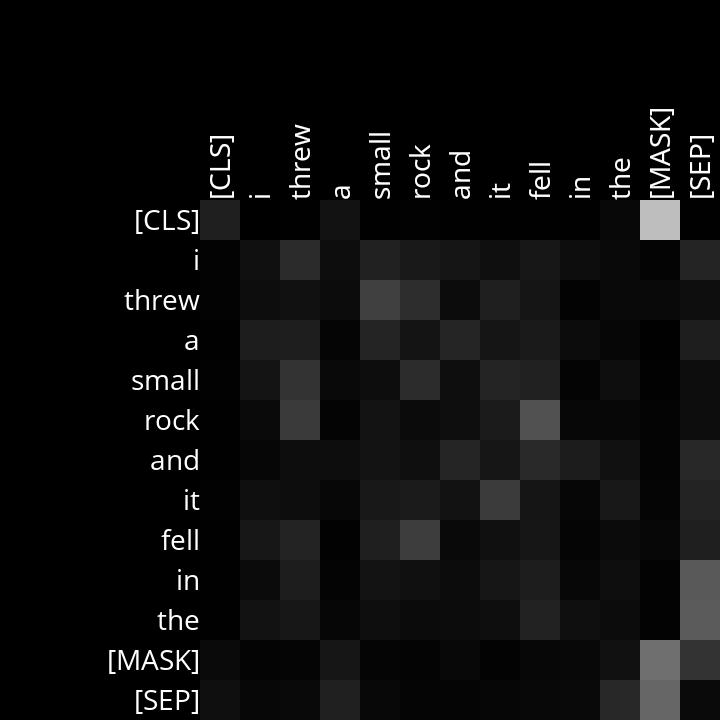 [CLS] i threw a small rock and it fell in the [MASK] [SEP]
[CLS]
i
threw
a
small
rock
and
it
fell
in
the
[MASK]
[SEP]